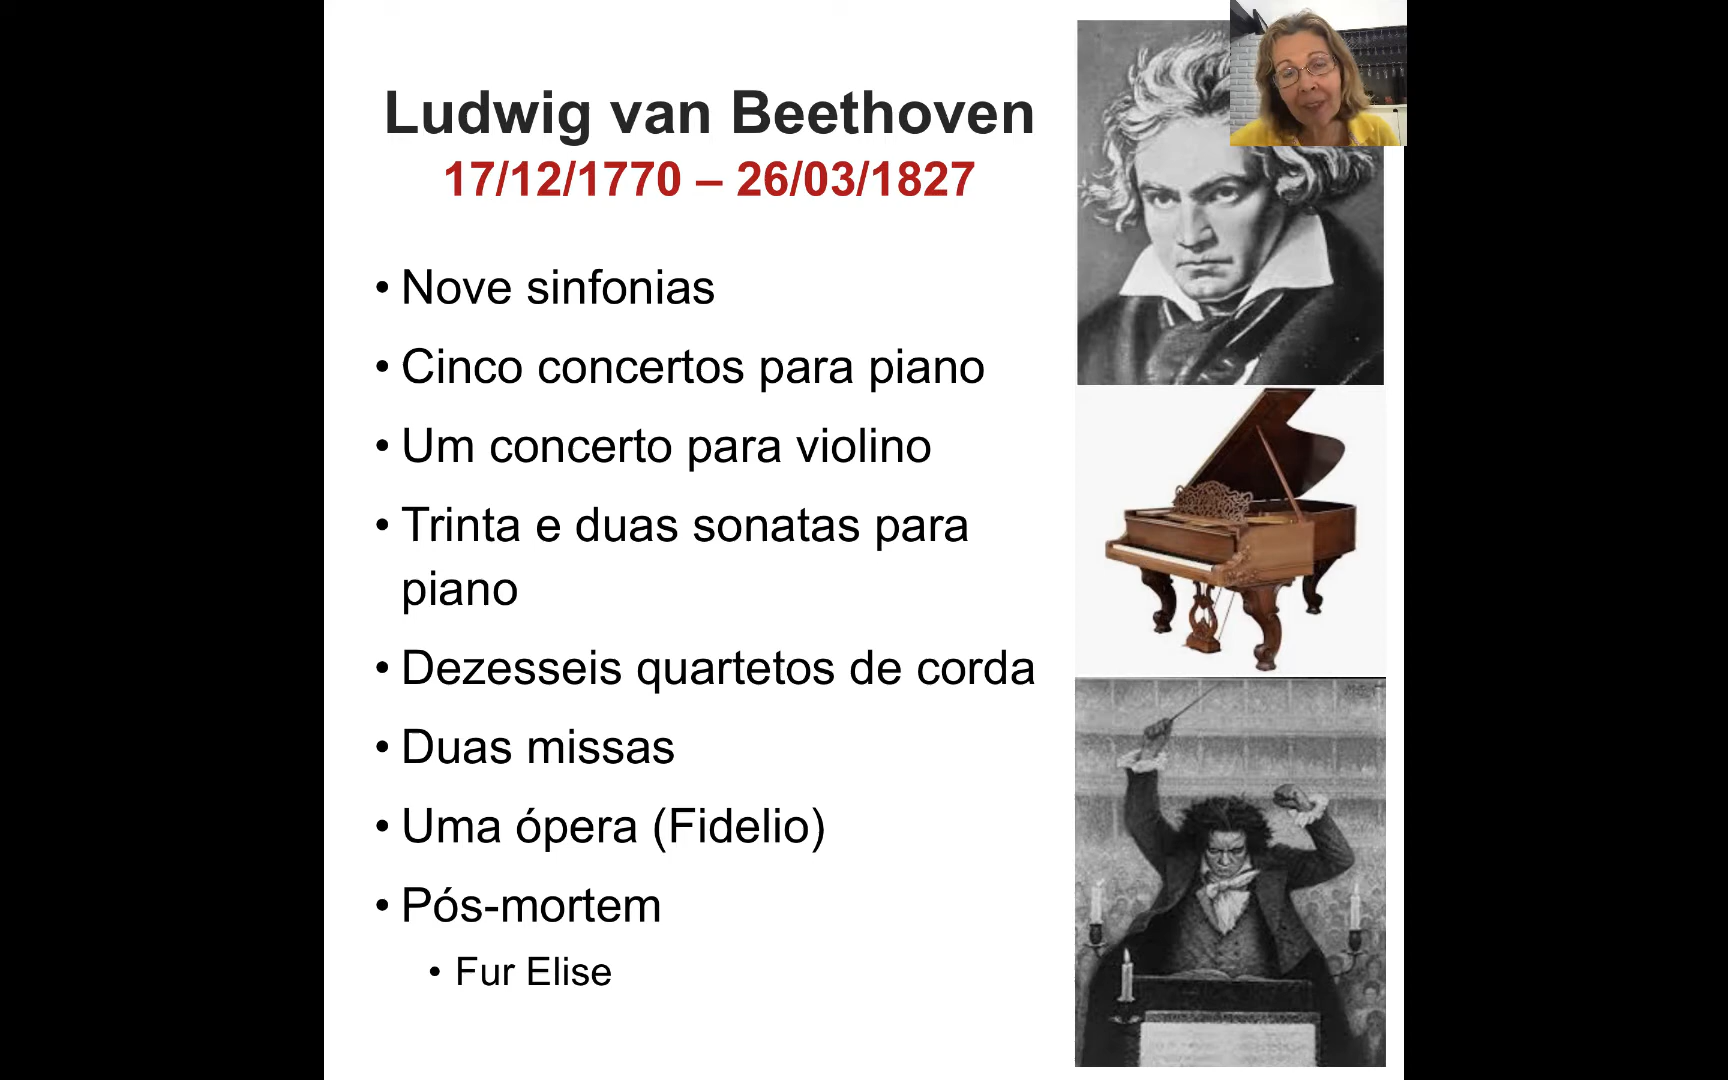 Ludwig van Beethoven
17/12/1770 – 26/03/1827
• Nove sinfonias
• Cinco concertos para piano
• Um concerto para violino
• Trinta e duas sonatas para
piano
• Dezesseis quartetos de corda
• Duas missas
• Uma ópera (Fidelio)
• Pós-mortem
• Fur Elise